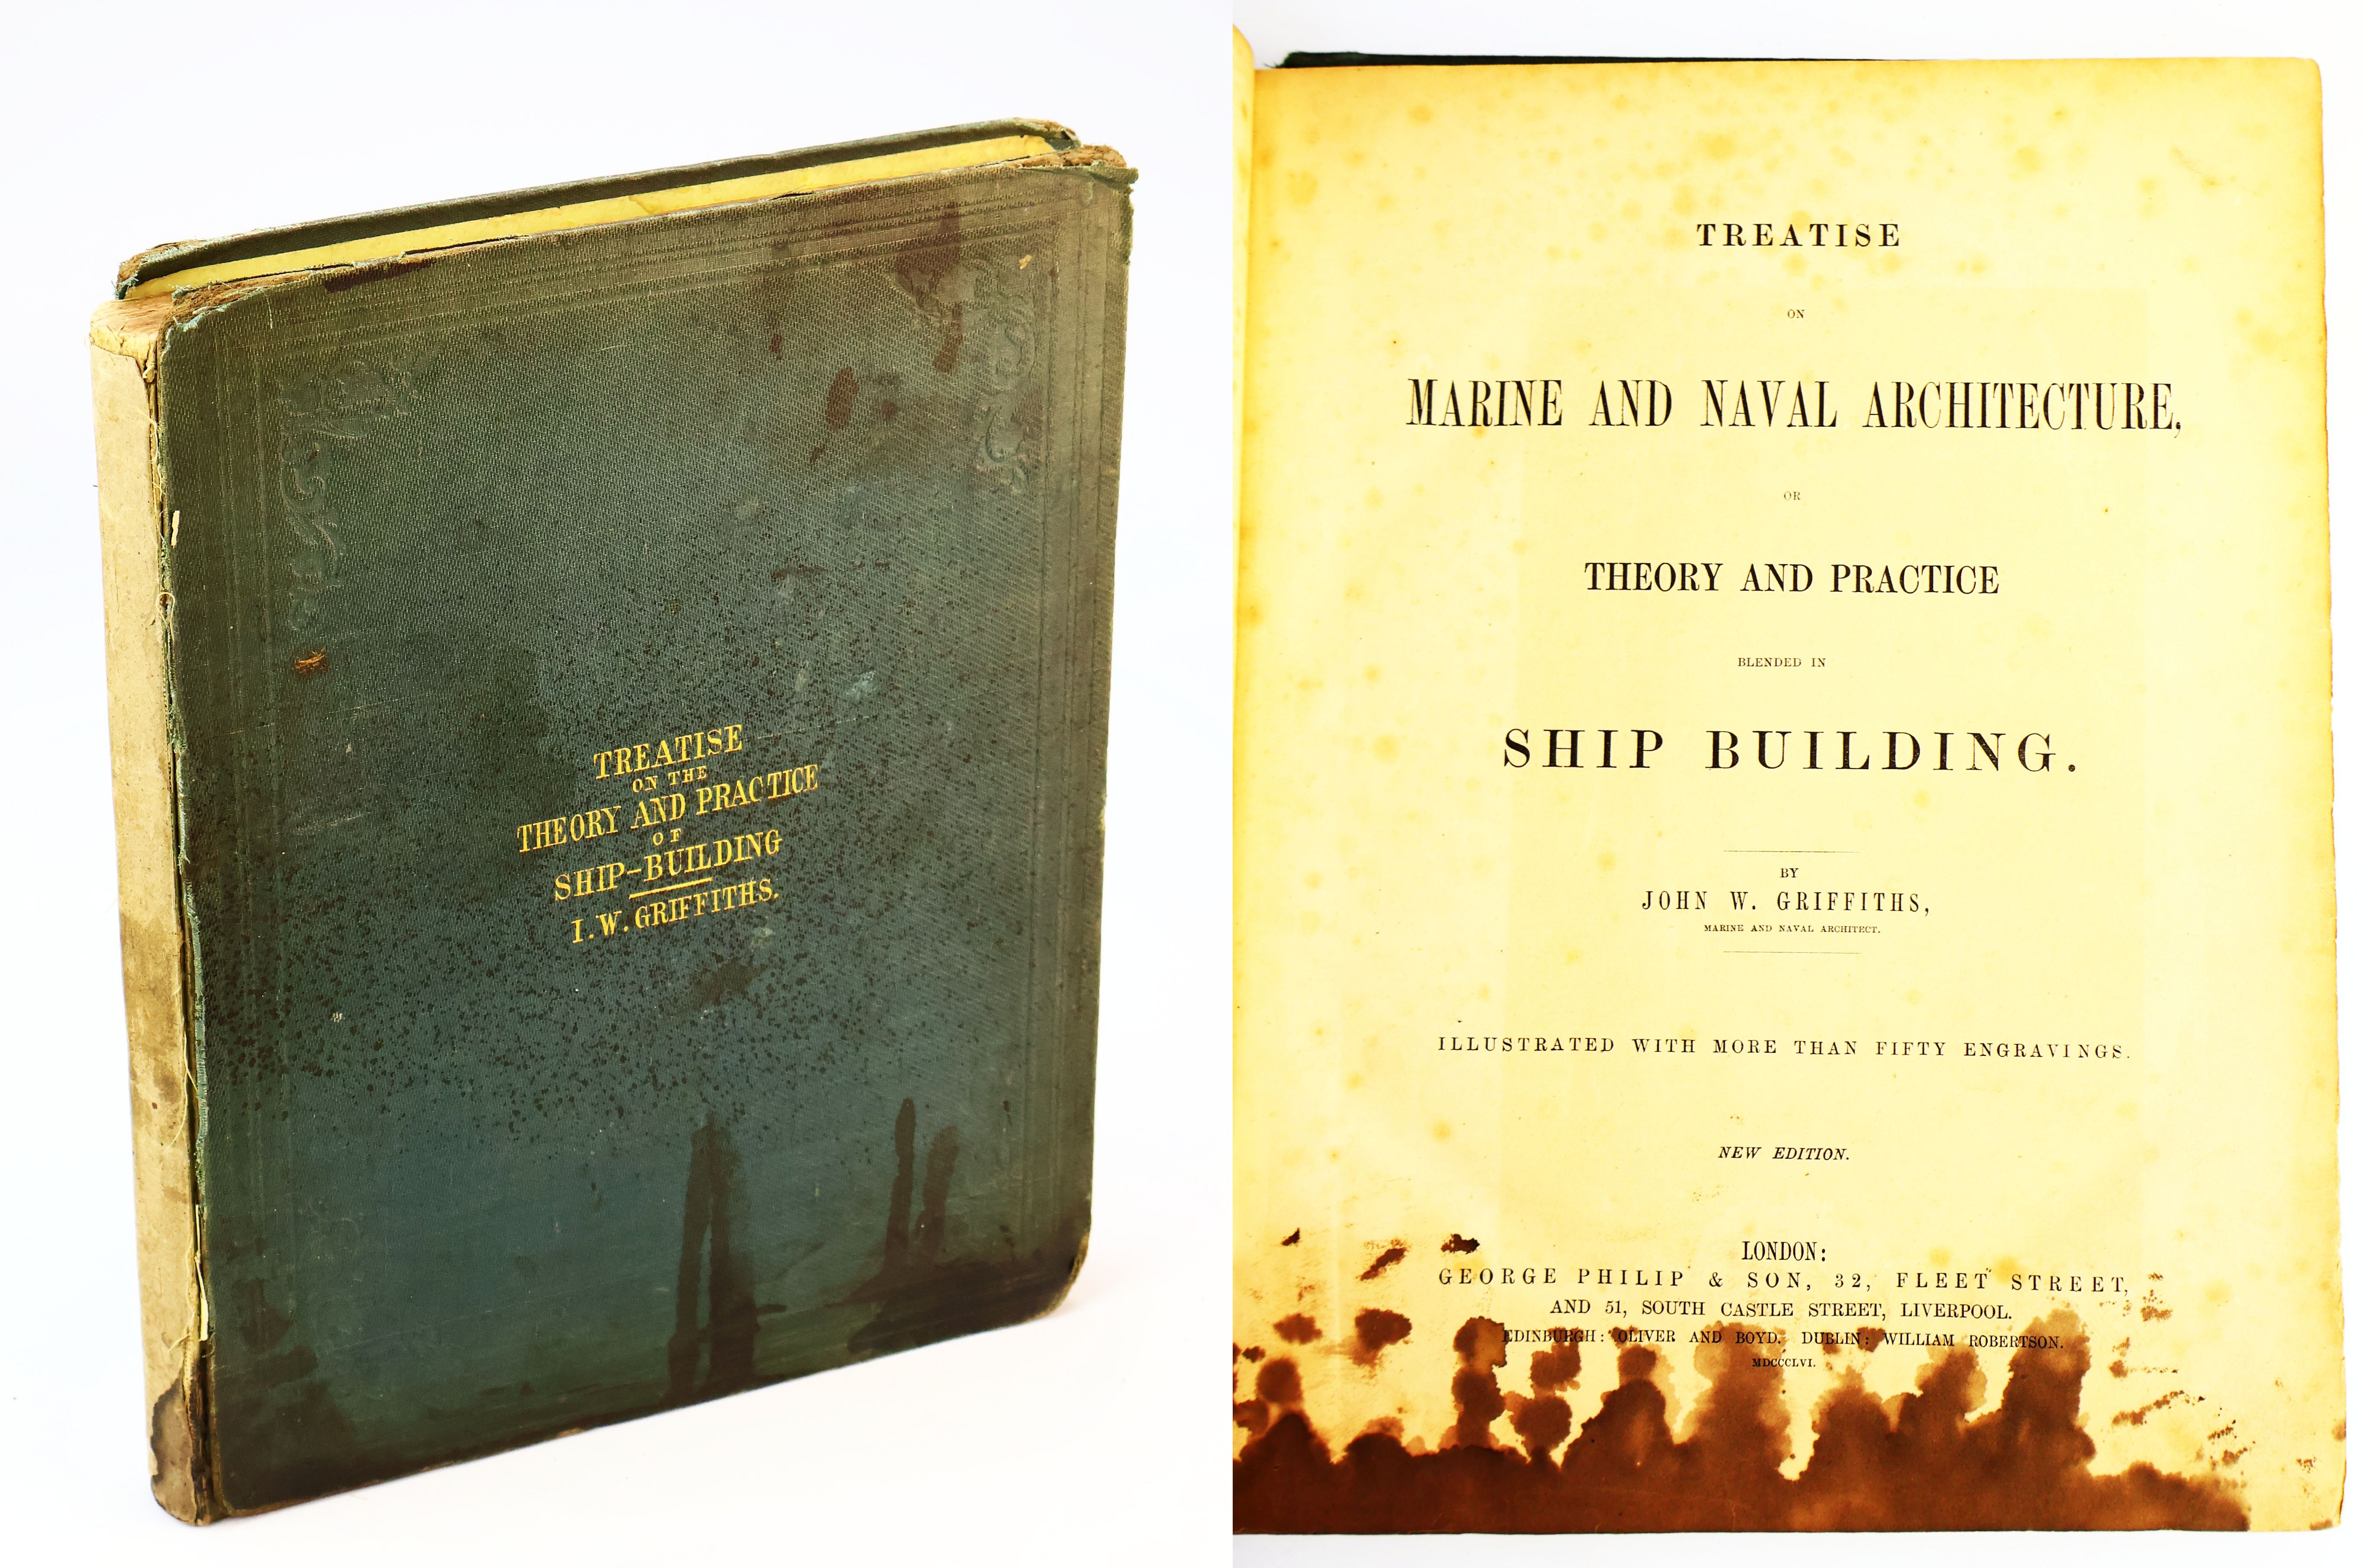 TREATISE
ON THE
THEORY AND PRACTICE
OF
SHIP-BUILDING
I. W. GRIFFITHS.
TREATISE
ON
MARINE AND NAVAL ARCHITECTURE,
OR
THEORY AND PRACTICE
BLENDED IN
SHIP BUILDING.
BY
JOHN W. GRIFFITHS,
MARINE AND NAVAL ARCHITECT.
ILLUSTRATED WITH MORE THAN FIFTY ENGRAVINGS.
NEW EDITION.
LONDON:
GEORGE PHILIP & SON, 32, FLEET STREET,
AND 51, SOUTH CASTLE STREET, LIVERPOOL.
EDINBURGH: OLIVER AND BOYD. DUBLIN: WILLIAM ROBERTSON.
MDCCCLVI.